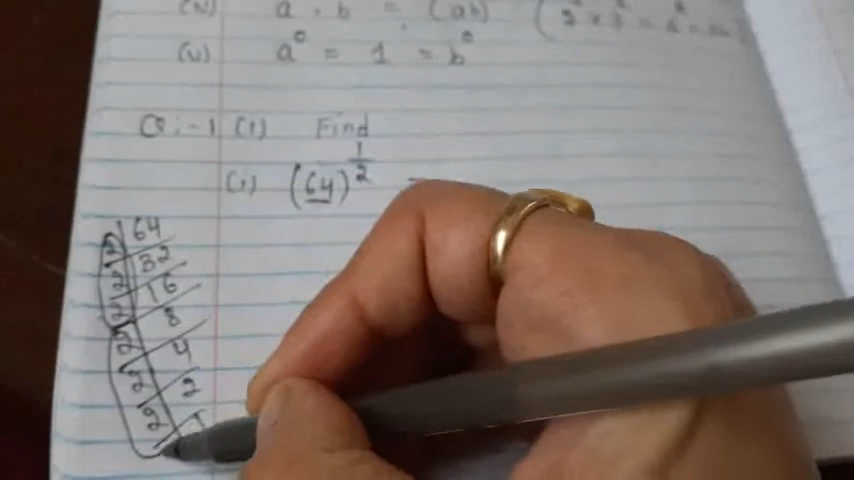 (iv) a . b = (ab)
(v) a⁰ = 1 = b⁰
Q.-1 (1) Find
(i) (64)^{1/2} =
2 | 64
2 | 32
2 | 16
2 | 8
2 | 4
2 | 2
1